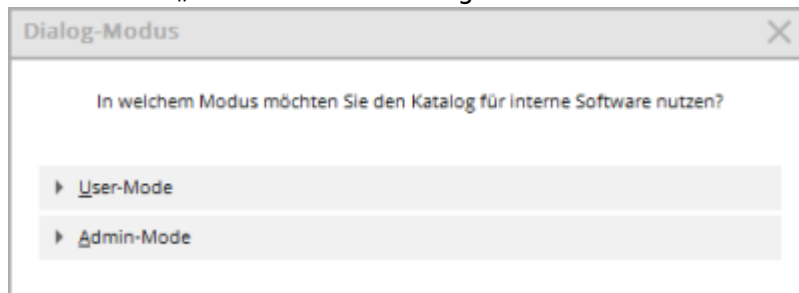 Dialog-Modus
In welchem Modus möchten Sie den Katalog für interne Software nutzen?
User-Mode
Admin-Mode